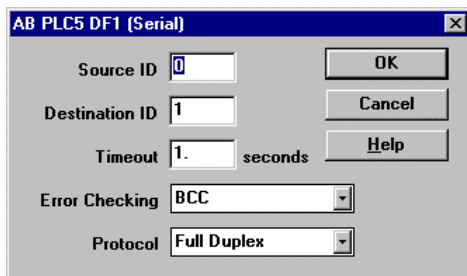 AB PLC5 DF1 (Serial)
Source ID 0 OK
Destination ID 1 Cancel
Timeout 1. seconds Help
Error Checking BCC
Protocol Full Duplex